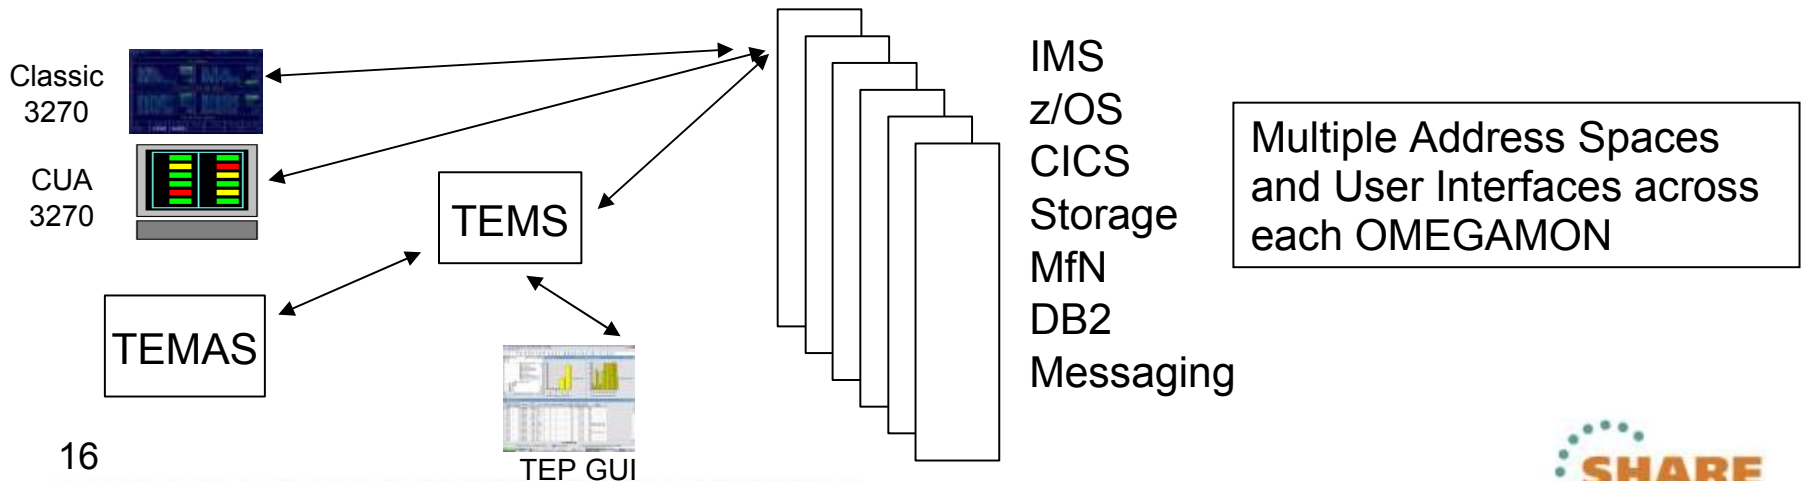 Classic
3270
CUA
3270
TEMS
TEMAS
TEP GUI
IMS
z/OS
CICS
Storage
MfN
DB2
Messaging
Multiple Address Spaces
and User Interfaces across
each OMEGAMON
16
SHARE